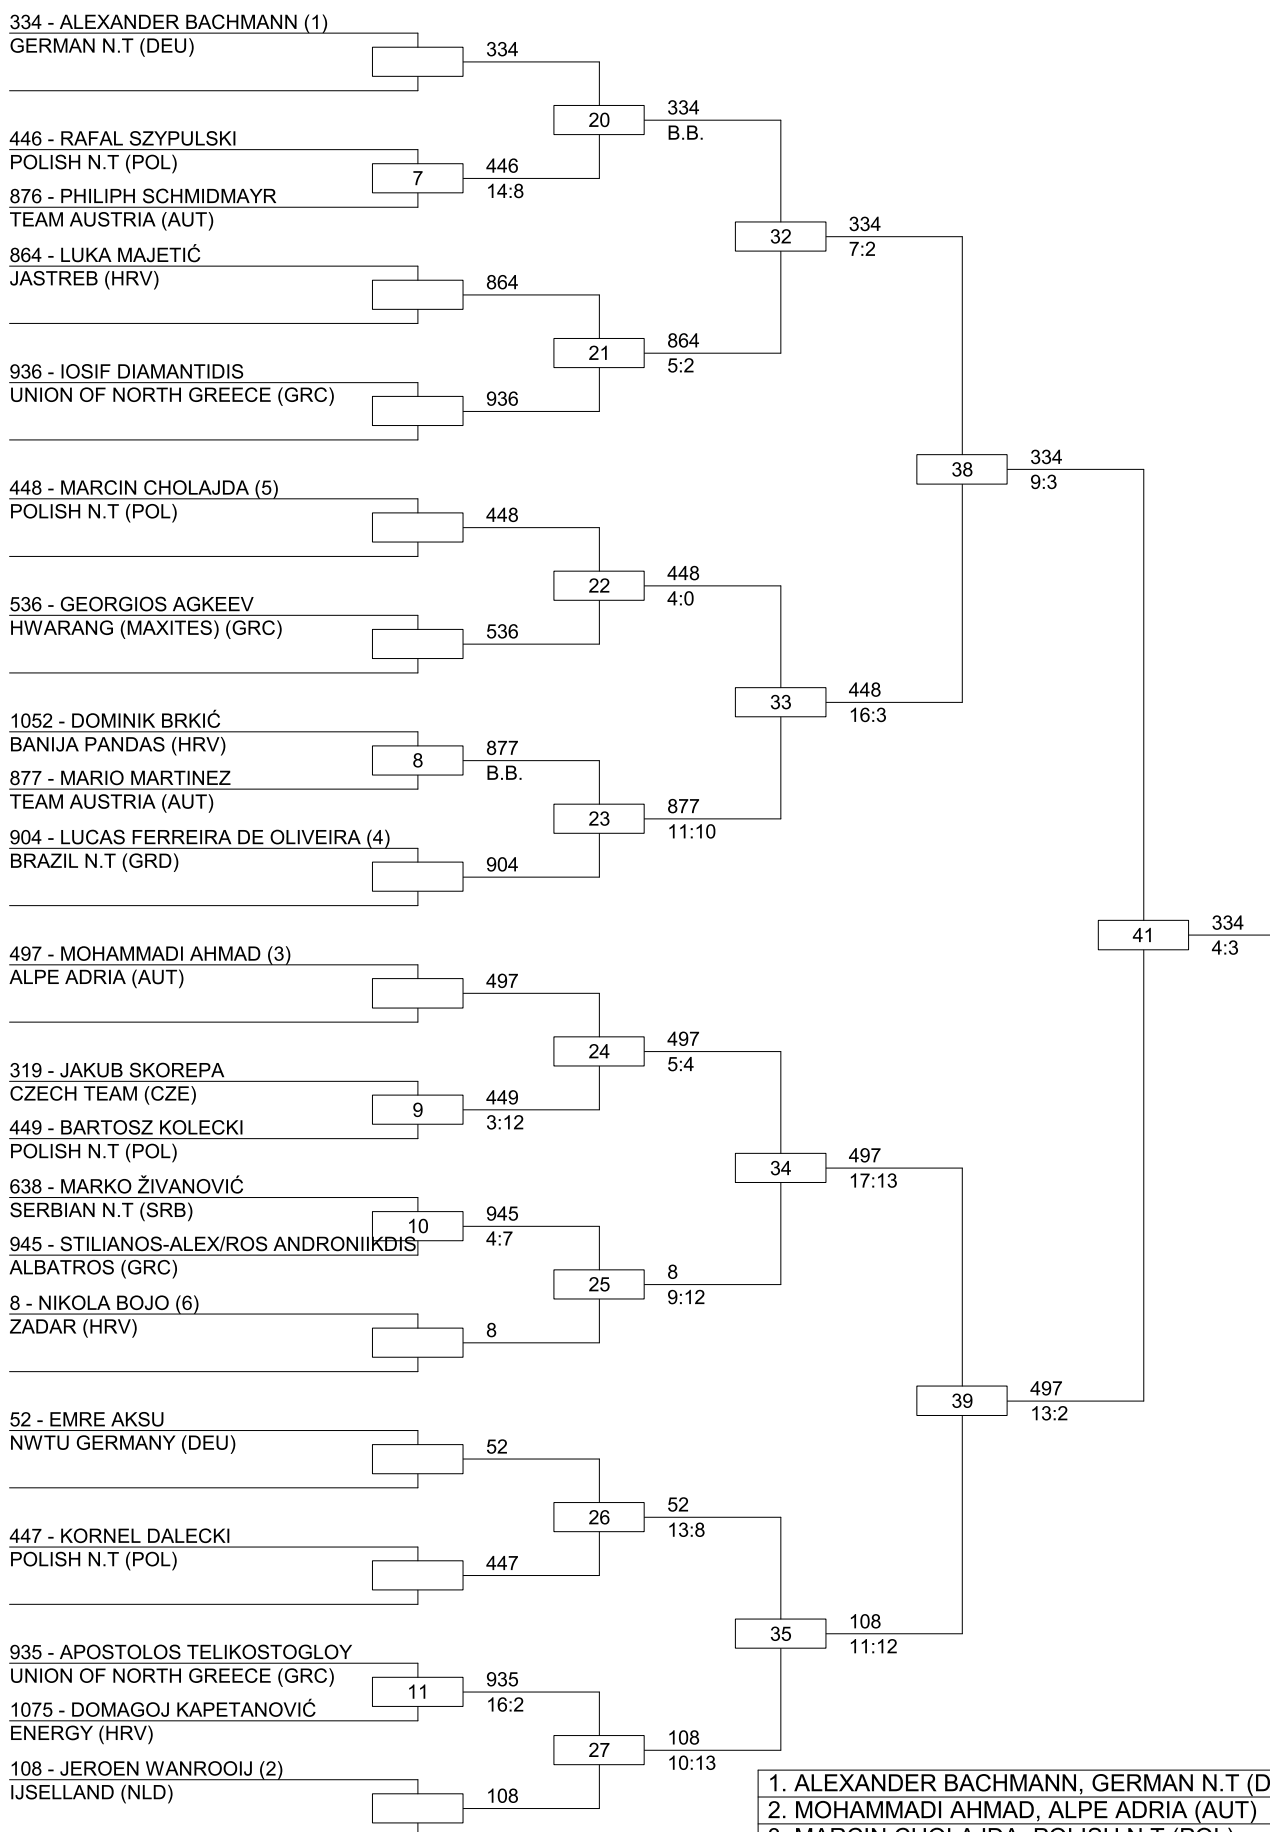 334 - ALEXANDER BACHMANN (1)
GERMAN N.T (DEU)
334
20
334
B.B.
446 - RAFAL SZYPULSKI
POLISH N.T (POL)
7
446
14:8
876 - PHILIPH SCHMIDMAYR
TEAM AUSTRIA (AUT)
32
334
7:2
864 - LUKA MAJETIĆ
JASTREB (HRV)
864
21
864
5:2
936 - IOSIF DIAMANTIDIS
UNION OF NORTH GREECE (GRC)
936
38
334
9:3
448 - MARCIN CHOLAJDA (5)
POLISH N.T (POL)
448
22
448
4:0
536 - GEORGIOS AGKEEV
HWARANG (MAXITES) (GRC)
536
33
448
16:3
1052 - DOMINIK BRKIĆ
BANIJA PANDAS (HRV)
8
877
B.B.
877 - MARIO MARTINEZ
TEAM AUSTRIA (AUT)
23
877
11:10
904 - LUCAS FERREIRA DE OLIVEIRA (4)
BRAZIL N.T (GRD)
904
41
334
4:3
497 - MOHAMMADI AHMAD (3)
ALPE ADRIA (AUT)
497
24
497
5:4
319 - JAKUB SKOREPA
CZECH TEAM (CZE)
9
449
3:12
449 - BARTOSZ KOLECKI
POLISH N.T (POL)
34
497
17:13
638 - MARKO ŽIVANOVIĆ
SERBIAN N.T (SRB)
10
945
4:7
945 - STILIANOS-ALEX/ROS ANDRONIIKDIS
ALBATROS (GRC)
25
8
9:12
8 - NIKOLA BOJO (6)
ZADAR (HRV)
8
39
497
13:2
52 - EMRE AKSU
NWTU GERMANY (DEU)
52
26
52
13:8
447 - KORNEL DALECKI
POLISH N.T (POL)
447
35
108
11:12
935 - APOSTOLOS TELIKOSTOGLOY
UNION OF NORTH GREECE (GRC)
11
935
16:2
1075 - DOMAGOJ KAPETANOVIĆ
ENERGY (HRV)
27
108
10:13
108 - JEROEN WANROOIJ (2)
IJSELLAND (NLD)
108
1. ALEXANDER BACHMANN, GERMAN N.T (D
2. MOHAMMADI AHMAD, ALPE ADRIA (AUT)
3. MARCIN CHOLAJDA, POLISH N.T (POL)